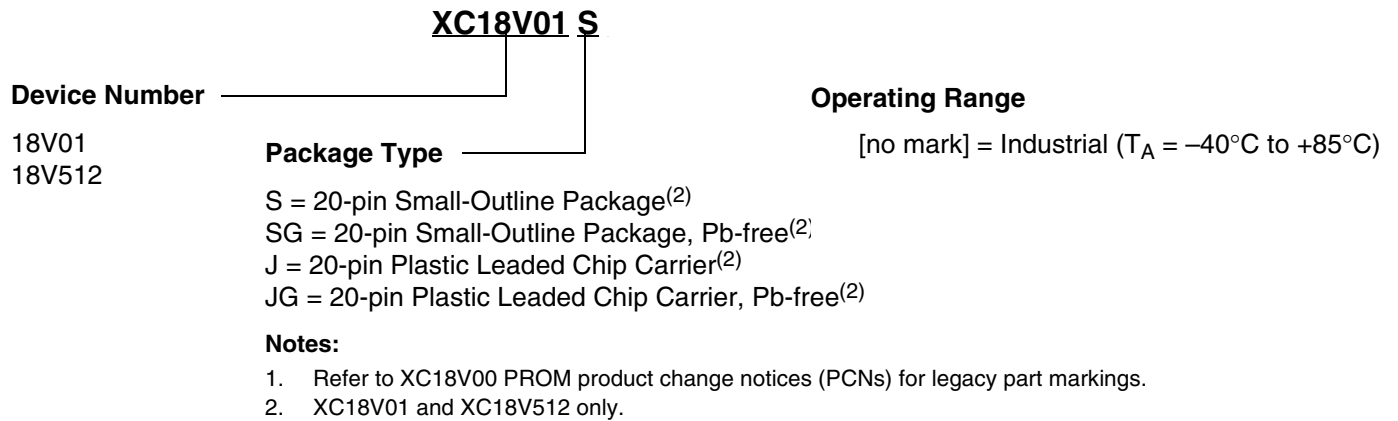 XC18V01 S
Device Number
18V01
18V512
Package Type
S = 20-pin Small-Outline Package(2)
SG = 20-pin Small-Outline Package, Pb-free(2)
J = 20-pin Plastic Leaded Chip Carrier(2)
JG = 20-pin Plastic Leaded Chip Carrier, Pb-free(2)
Operating Range
[no mark] = Industrial (TA = –40°C to +85°C)
Notes:
1. Refer to XC18V00 PROM product change notices (PCNs) for legacy part markings.
2. XC18V01 and XC18V512 only.